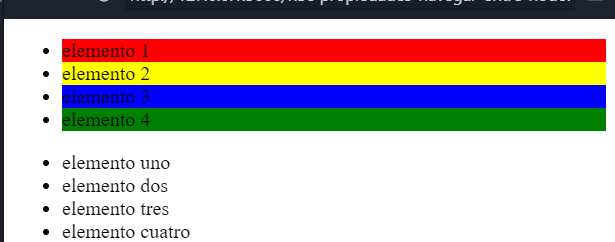 elemento 1
elemento 2
elemento 3
elemento 4
elemento uno
elemento dos
elemento tres
elemento cuatro